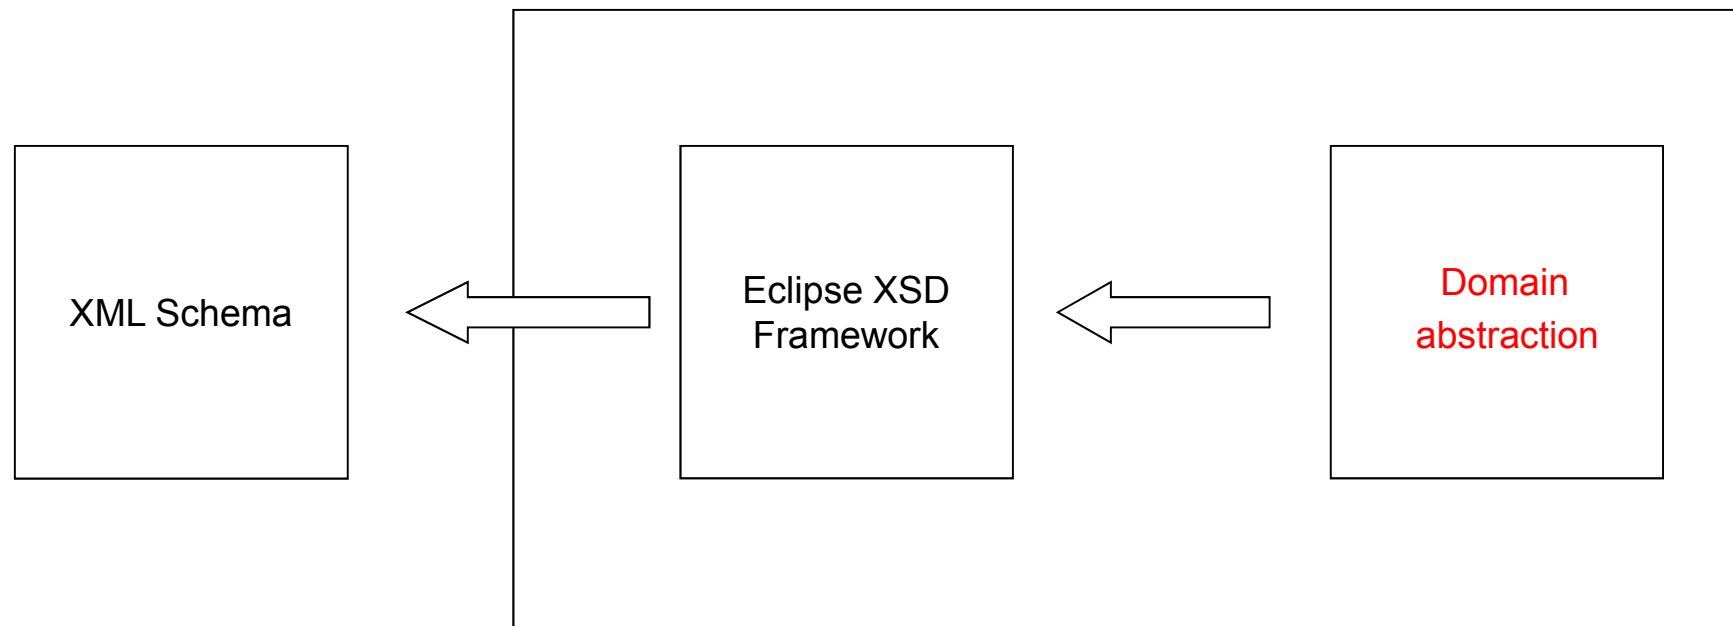 XML Schema
Eclipse XSD
Framework
Domain
abstraction